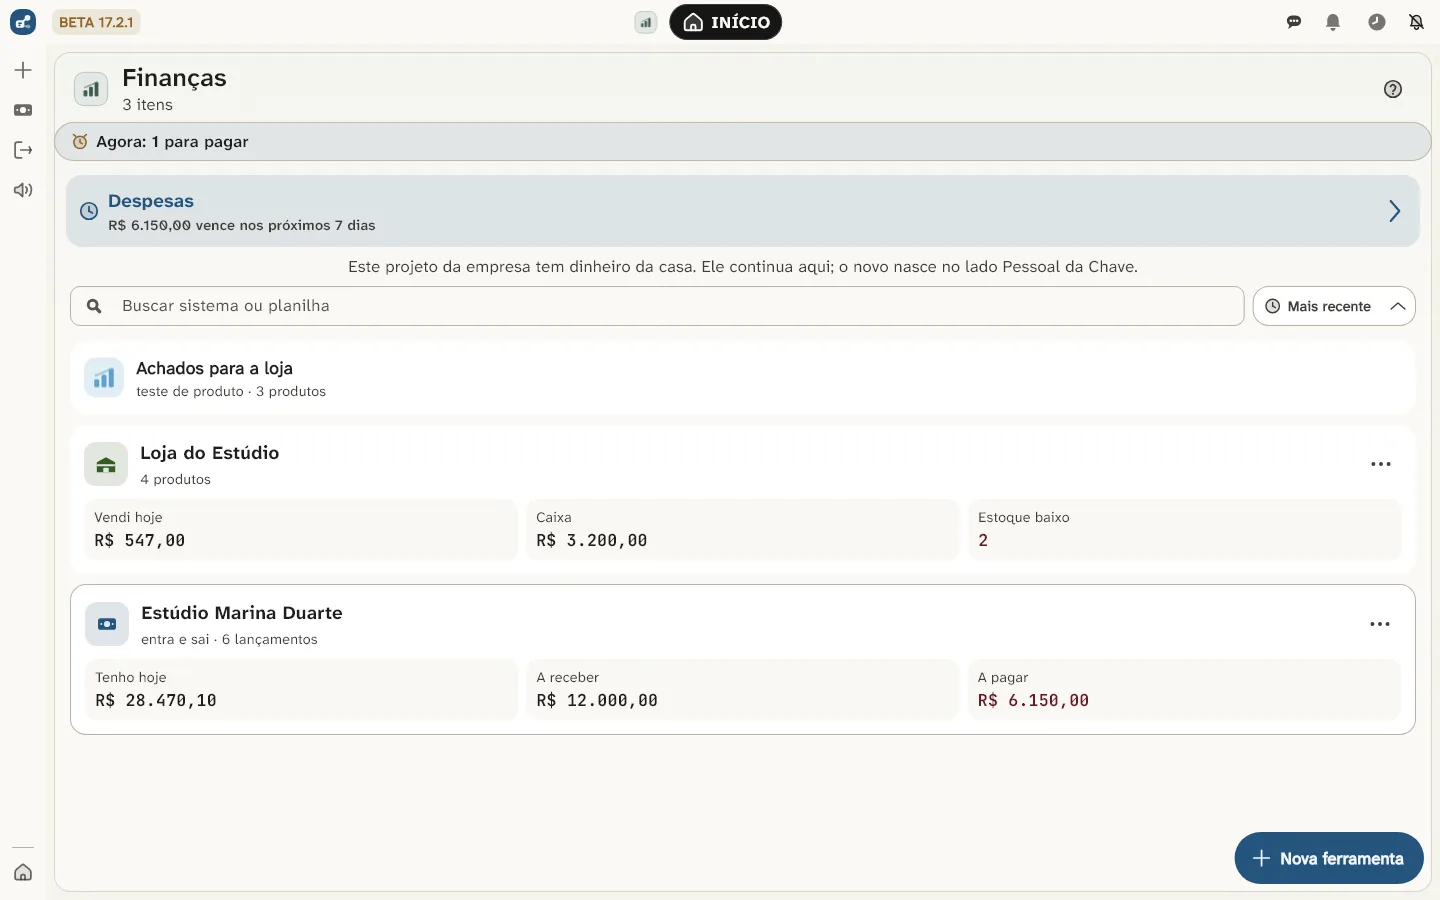 BETA 17.2.1
INÍCIO
Finanças
3 itens
Agora: 1 para pagar
Despesas
R$ 6.150,00 vence nos próximos 7 dias
Este projeto da empresa tem dinheiro da casa. Ele continua aqui; o novo nasce no lado Pessoal da Chave.
Buscar sistema ou planilha
Mais recente
Achados para a loja
teste de produto · 3 produtos
Loja do Estúdio
4 produtos
Vendi hoje
R$ 547,00
Caixa
R$ 3.200,00
Estoque baixo
2
Estúdio Marina Duarte
entra e sai · 6 lançamentos
Tenho hoje
R$ 28.470,10
A receber
R$ 12.000,00
A pagar
R$ 6.150,00
Nova ferramenta